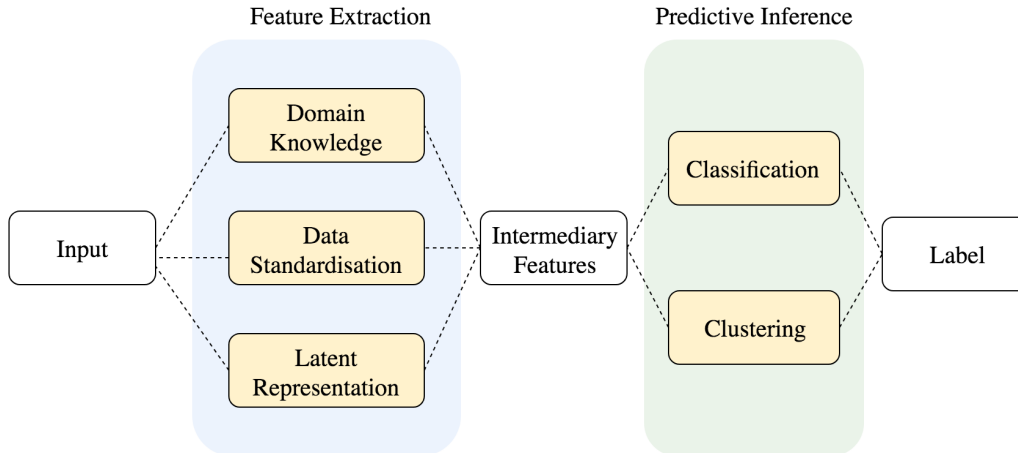 Feature Extraction
Predictive Inference
Domain
Knowledge
Classification
Input
Data
Standardisation
Intermediary
Features
Label
Latent
Representation
Clustering